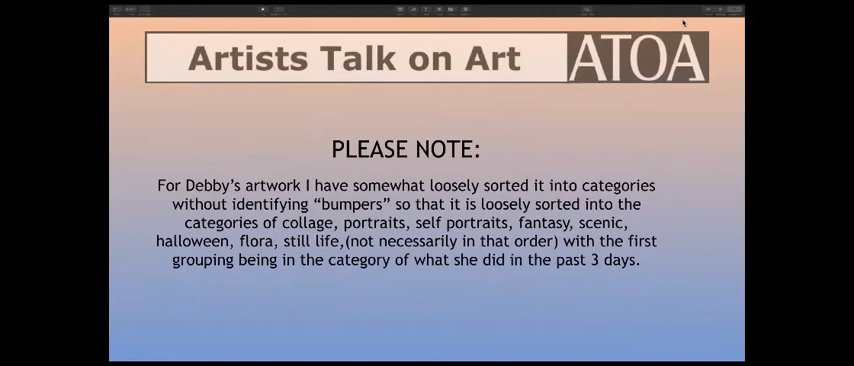 Artists Talk on Art ATOA
PLEASE NOTE:
For Debby’s artwork I have somewhat loosely sorted it into categories
without identifying “bumpers” so that it is loosely sorted into the
categories of collage, portraits, self portraits, fantasy, scenic,
halloween, flora, still life,(not necessarily in that order) with the first
grouping being in the category of what she did in the past 3 days.